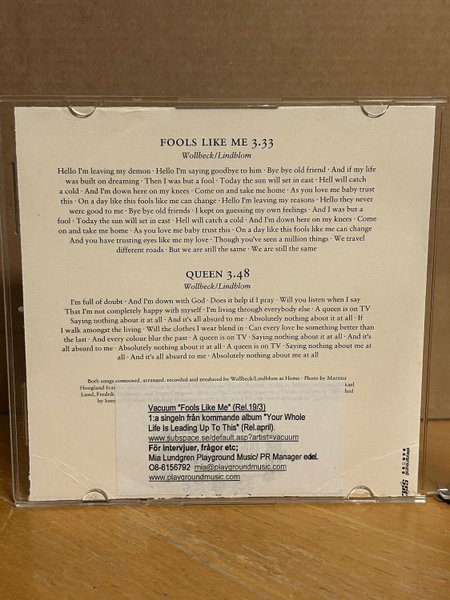 FOOLS LIKE ME 3.33
Wollbeck/Lindblom
Hello I'm leaving my demon · Hello I'm saying goodbye to him · Bye bye old friend · And if my life
was built on dreaming · Then I was but a fool · Today the sun will set in east · Hell will catch
a cold · And I'm down here on my knees · Come on and take me home · As you love me baby trust
this · On a day like this fools like me can change · Hello I'm leaving my reasons · Hello they never
were good to me · Bye bye old friends · I kept on guessing my own feelings · And I was but a
fool · Today the sun will set in east · Hell will catch a cold · And I'm down here on my knees · Come
on and take me home · As you love me baby trust this · On a day like this fools like me can change
And you have trusting eyes like me my love · Though you've seen a million things · We travel
different roads · But we are still the same · We are still the same
QUEEN 3.48
Wollbeck/Lindblom
I'm full of doubt · And I'm down with God · Does it help if I pray · Will you listen when I say
That I'm not completely happy with myself · I'm living through everybody else · A queen is on TV
Saying nothing about it at all · And it's all absurd to me · Absolutely nothing about it at all · If
I walk amongst the living · Will the clothes I wear blend in · Can every love be something better than
the last · And every colour blur the past · A queen is on TV · Saying nothing about it at all · And it's
all absurd to me · Absolutely nothing about me at all · A queen is on TV · Saying nothing about me at
all · And it's all absurd to me · Absolutely nothing about me at all
Both songs composed, arranged, recorded and produced by Wollbeck/Lindblom at Home · Photo by Martina
Hoogland
Lund, Fredrik
by Sony
Vacuum "Fools Like Me" (Rel.19/3)
1:a singeln från kommande album "Your Whole
Life Is Leading Up To This" (Rel.april).
www.subspace.se/default.asp?artist=vacuum
För intervjuer, frågor etc;
Mia Lundgren Playground Music/ PR Manager edel.
O8-6156792 mia@playgroundmusic.com
www.playgroundmusic.com